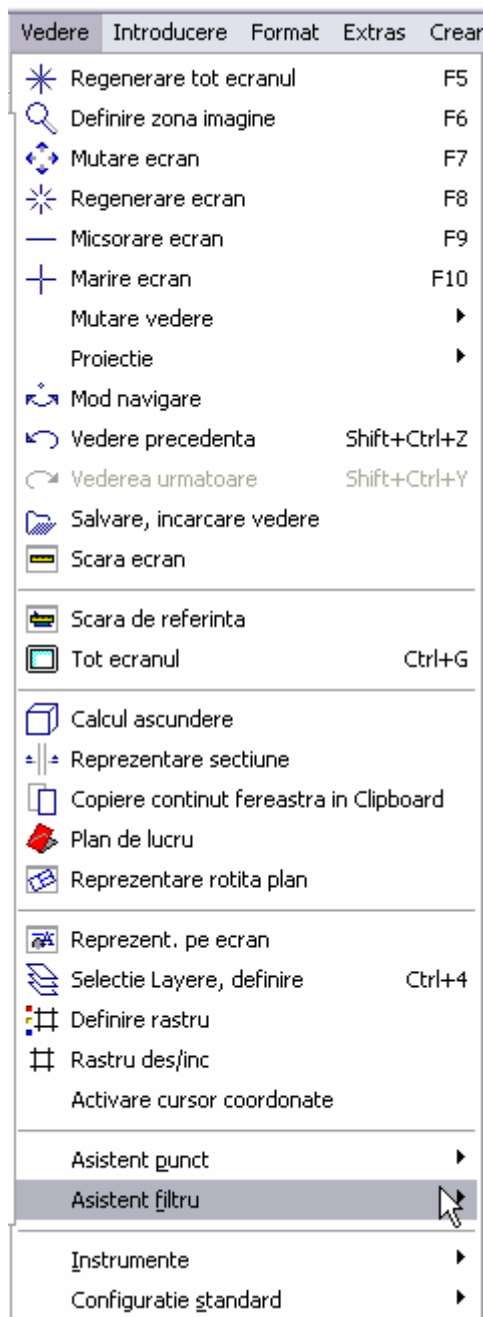 Vedere Introducere Format Extras Crear
Regenerare tot ecranul F5
Definire zona imagine F6
Mutare ecran F7
Regenerare ecran F8
Micsorare ecran F9
Marire ecran F10
Mutare vedere
Proiectie
Mod navigare
Vedere precedenta Shift+Ctrl+Z
Vederea urmatoare Shift+Ctrl+Y
Salvare, incarcare vedere
Scara ecran
Scara de referinta
Tot ecranul Ctrl+G
Calcul ascundere
Reprezentare sectiune
Copiere continut fereastra in Clipboard
Plan de lucru
Reprezentare rotita plan
Reprezent. pe ecran
Selectie Layere, definire Ctrl+4
Definire rastru
Rastru des/inc
Activare cursor coordonate
Asistent punct
Asistent filtru
Instrumente
Configuratie standard